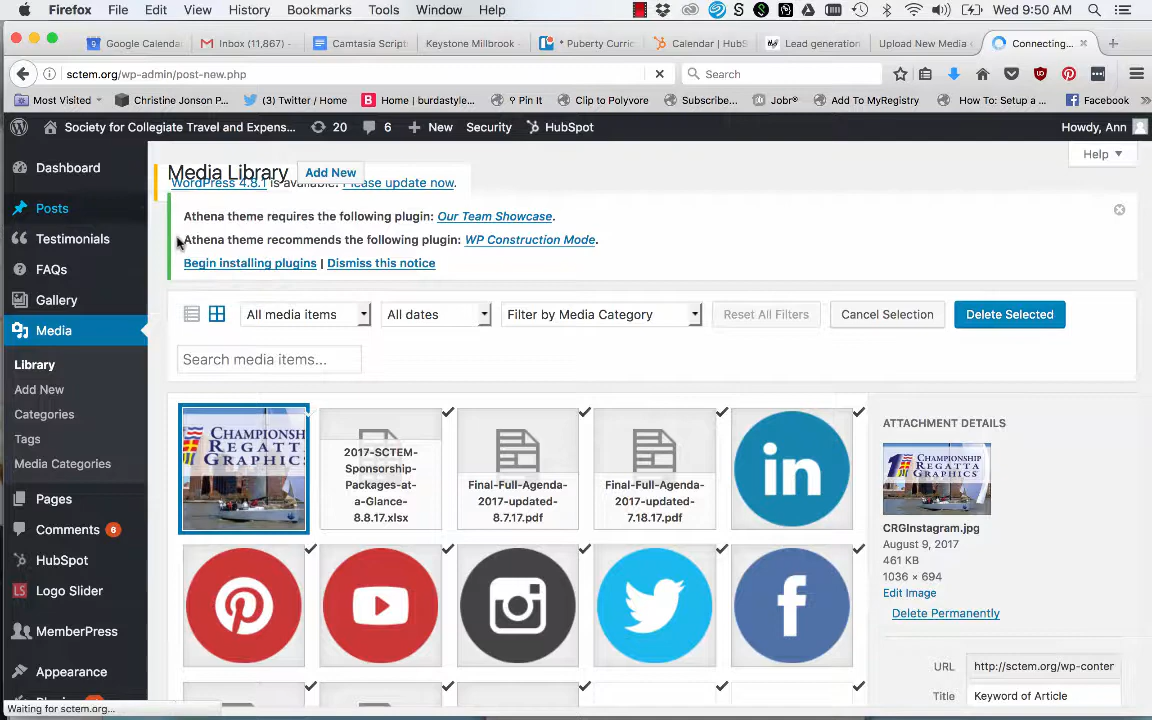 Firefox File Edit View History Bookmarks Tools Window Help Wed 9:50 AM
Google Calenda Inbox (11,867) - Camtasia Script Keystone Millbrook * Puberty Curric Calendar | HubS Lead generation Upload New Media Connecting...
sctem.org/wp-admin/post-new.php Search
Most Visited Christine Jonson P... (3) Twitter / Home Home | burdastyle... Pin It Clip to Polyvore Subscribe... Jobr® Add To MyRegistry How To: Setup a ... Facebook
Society for Collegiate Travel and Expens... 20 6 New Security HubSpot Howdy, Ann
Dashboard
Posts
Testimonials
FAQs
Gallery
Media
Library
Add New
Categories
Tags
Media Categories
Pages
Comments 6
HubSpot
LS Logo Slider
MemberPress
Appearance
Waiting for sctem.org...
Help
Media Library Add New
WordPress 4.8.1 is available. Please update now.
Athena theme requires the following plugin: Our Team Showcase.
Athena theme recommends the following plugin: WP Construction Mode.
Begin installing plugins | Dismiss this notice
All media items All dates Filter by Media Category Reset All Filters Cancel Selection Delete Selected
Search media items...
CHAMPIONSH
REGATTA
GRAPHICS
2017-SCTEM-
Sponsorship-
Packages-at-
a-Glance-
8.8.17.xlsx
Final-Full-Agenda-
2017-updated-
8.7.17.pdf
Final-Full-Agenda-
2017-updated-
7.18.17.pdf
in
f
ATTACHMENT DETAILS
CHAMPIONSHIP
REGATTA
GRAPHICS
CRGInstagram.jpg
August 9, 2017
461 KB
1036 × 694
Edit Image
Delete Permanently
URL http://sctem.org/wp-conter
Title Keyword of Article